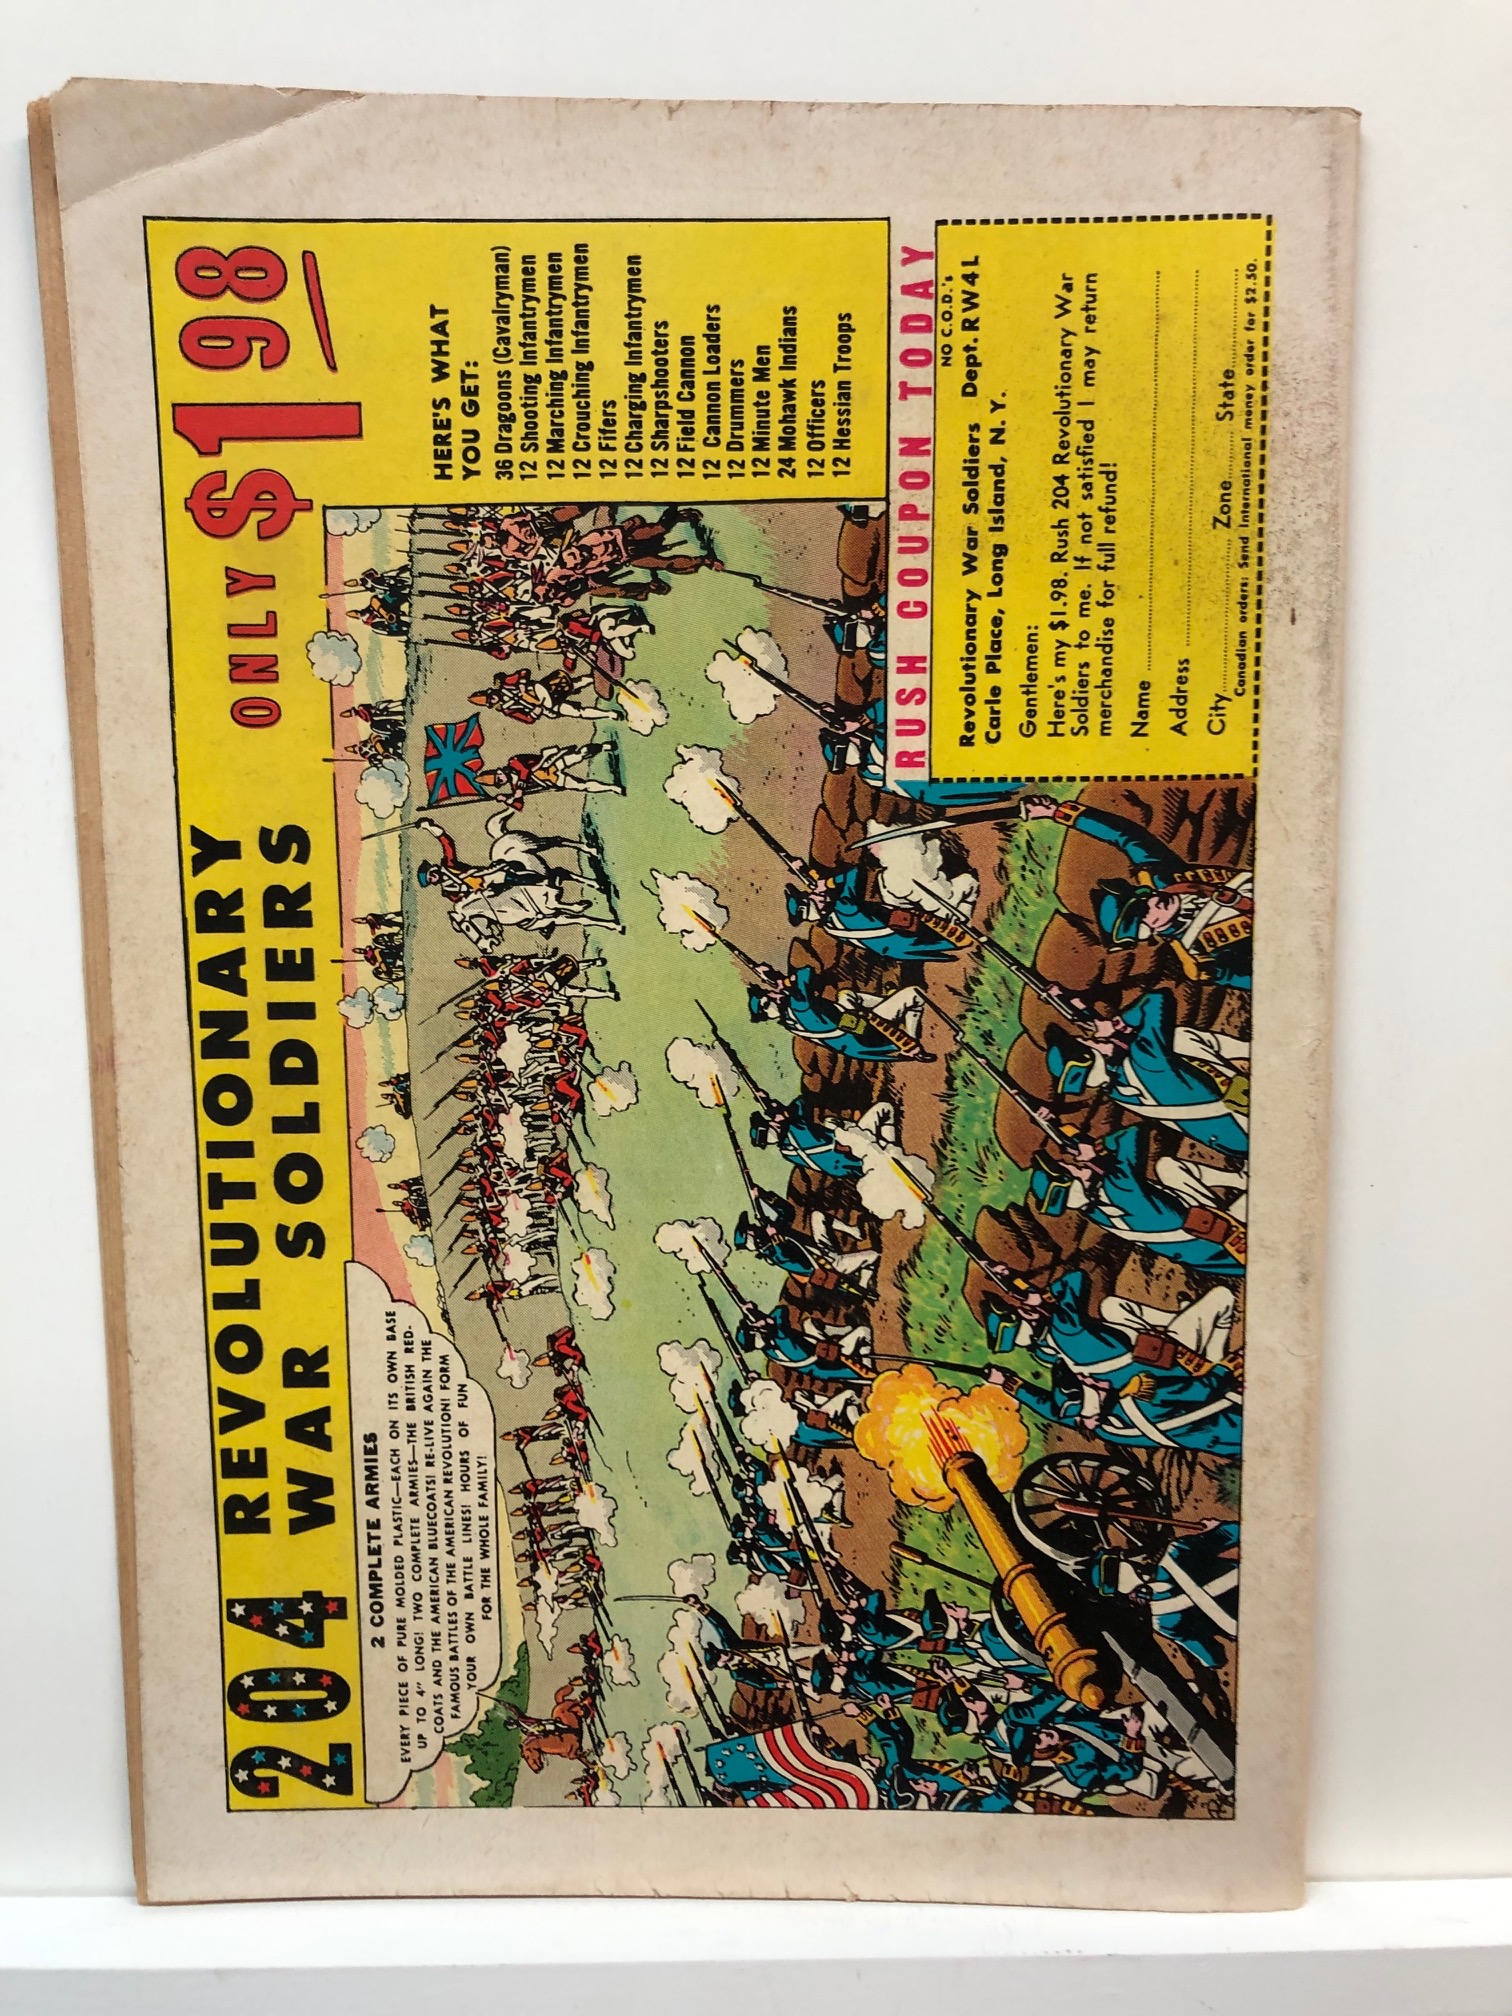 204 REVOLUTIONARY
WAR SOLDIERS
ONLY $1 98
2 COMPLETE ARMIES
EVERY PIECE OF PURE MOLDED PLASTIC—EACH ON ITS OWN BASE
UP TO 4" LONG! TWO COMPLETE ARMIES—THE BRITISH RED-
COATS AND THE AMERICAN BLUECOATS! RE-LIVE AGAIN THE
FAMOUS BATTLES OF THE AMERICAN REVOLUTION! FORM
YOUR OWN BATTLE LINES! HOURS OF FUN
FOR THE WHOLE FAMILY!
HERE'S WHAT
YOU GET:
36 Dragoons (Cavalryman)
12 Shooting Infantrymen
12 Marching Infantrymen
12 Crouching Infantrymen
12 Fifers
12 Charging Infantrymen
12 Sharpshooters
12 Field Cannon
12 Cannon Loaders
12 Drummers
12 Minute Men
24 Mohawk Indians
12 Officers
12 Hessian Troops
RUSH COUPON TODAY
NO C.O.D.'s
Revolutionary War Soldiers Dept. RW4L
Carle Place, Long Island, N. Y.
Gentlemen:
Here's my $1.98. Rush 204 Revolutionary War
Soldiers to me. If not satisfied I may return
merchandise for full refund!
Name
Address
City Zone State
Canadian orders: Send International money order for $2.50.